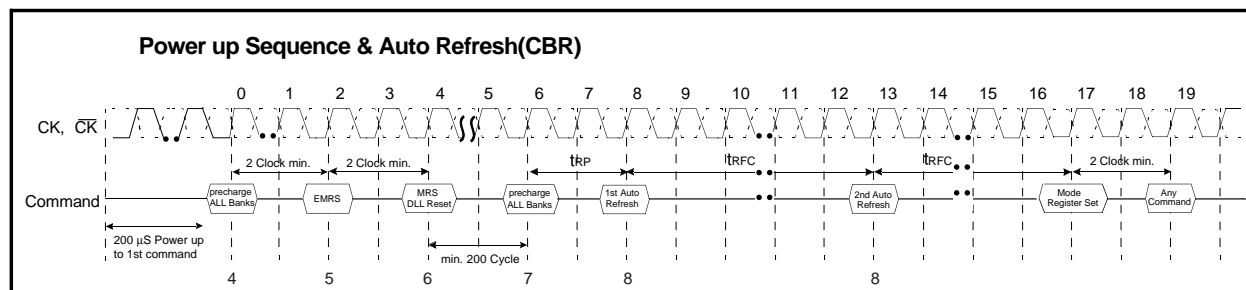 Power up Sequence & Auto Refresh(CBR)
0 1 2 3 4 5 6 7 8 9 10 11 12 13 14 15 16 17 18 19
CK, C̅K̅
2 Clock min. 2 Clock min. tRP tRFC tRFC 2 Clock min.
Command
precharge
ALL Banks
EMRS
MRS
DLL Reset
precharge
ALL Banks
1st Auto
Refresh
2nd Auto
Refresh
Mode
Register Set
Any
Command
200 µS Power up
to 1st command
min. 200 Cycle
4 5 6 7 8 8